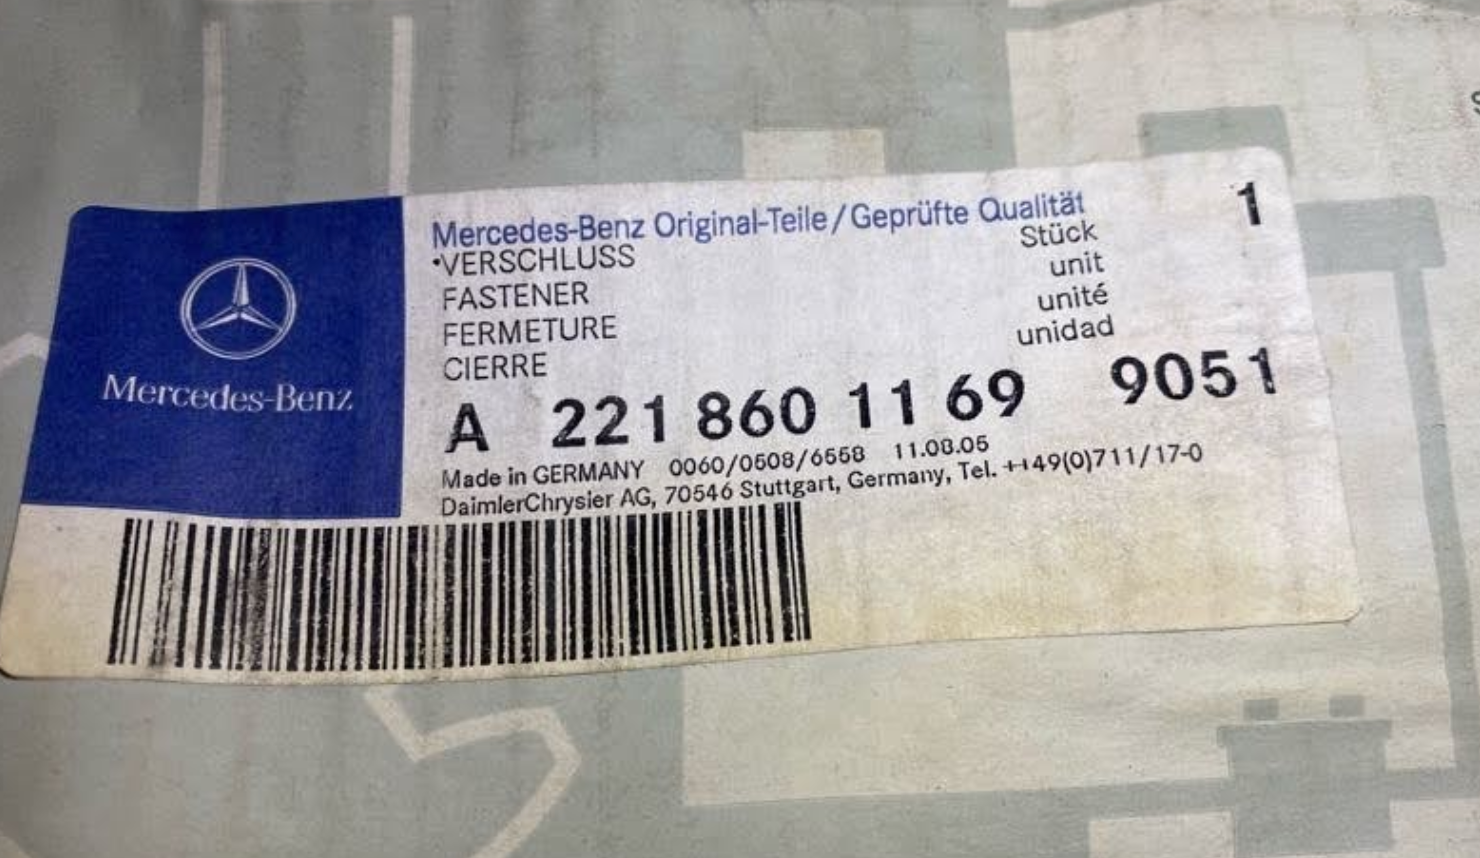 Mercedes-Benz
Mercedes-Benz Original-Teile/Geprüfte Qualität
1
VERSCHLUSS Stück
FASTENER unit
FERMETURE unité
CIERRE unidad
A 221 860 11 69 9051
Made in GERMANY 0060/0508/6558 11.08.05
DaimlerChrysler AG, 70546 Stuttgart, Germany, Tel. ++49(0)711/17-0